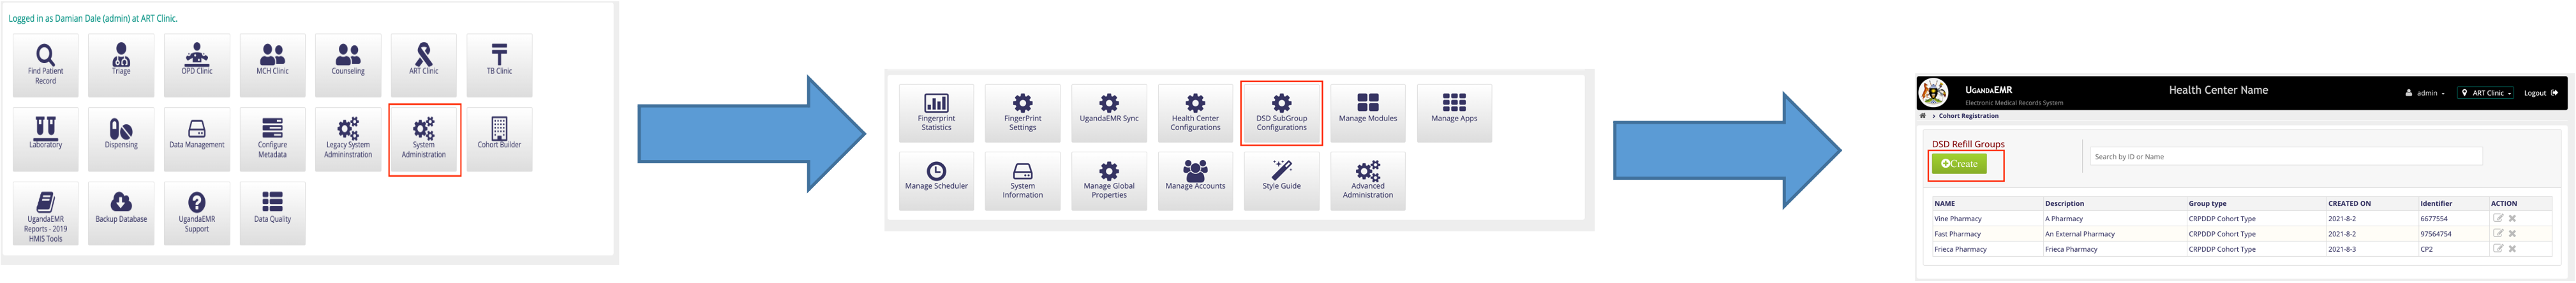 Logged in as Damian Dale (admin) at ART Clinic.
Find Patient
Record
Triage
OPD Clinic
MCH Clinic
Counseling
ART Clinic
TB Clinic
Laboratory
Dispensing
Data Management
Configure
Metadata
Legacy System
Admininstration
System
Administration
Cohort Builder
UgandaEMR
Reports - 2019
HMIS Tools
Backup Database
UgandaEMR
Support
Data Quality
Fingerprint
Statistics
FingerPrint
Settings
UgandaEMR Sync
Health Center
Configurations
DSD SubGroup
Configurations
Manage Modules
Manage Apps
Manage Scheduler
System
Information
Manage Global
Properties
Manage Accounts
Style Guide
Advanced
Administration
UGANDAEMR
Electronic Medical Records System
Health Center Name
admin
ART Clinic
Logout
Cohort Registration
DSD Refill Groups
Create
Search by ID or Name
NAME Description Group type CREATED ON Identifier ACTION
Vine Pharmacy A Pharmacy CRPDDP Cohort Type 2021-8-2 6677554
Fast Pharmacy An External Pharmacy CRPDDP Cohort Type 2021-8-2 97564754
Frieca Pharmacy Frieca Pharmacy CRPDDP Cohort Type 2021-8-3 CP2